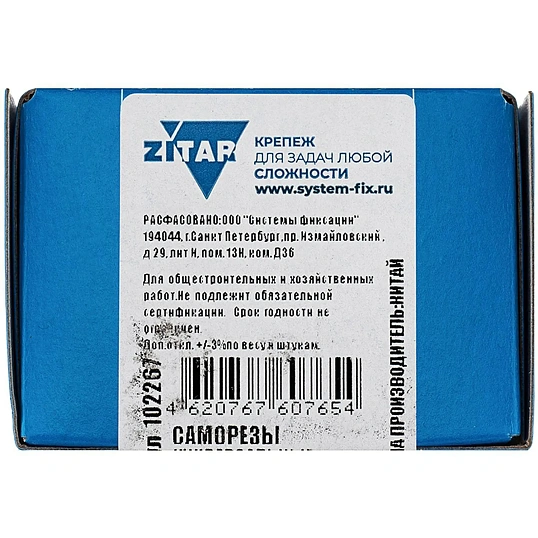 ZITAR
КРЕПЕЖ
ДЛЯ ЗАДАЧ ЛЮБОЙ
СЛОЖНОСТИ
www.system-fix.ru
РАСФАСОВАНО:ООО "Системы фиксации"
194044, г.Санкт Петербург,пр. Измайловский,
д 29, лит Н, пом. 13Н, ком. Д36
Для общестроительных и хозяйственных
работ.Не подлежит обязательной
сертификации. Срок годности не
ограничен.
Доп.откл. +/-3%по весу и штукам.
4 620767 607654
САМОРЕЗЫ
102267
НА ПРОИЗВОДИТЕЛЬ:КИТАЙ